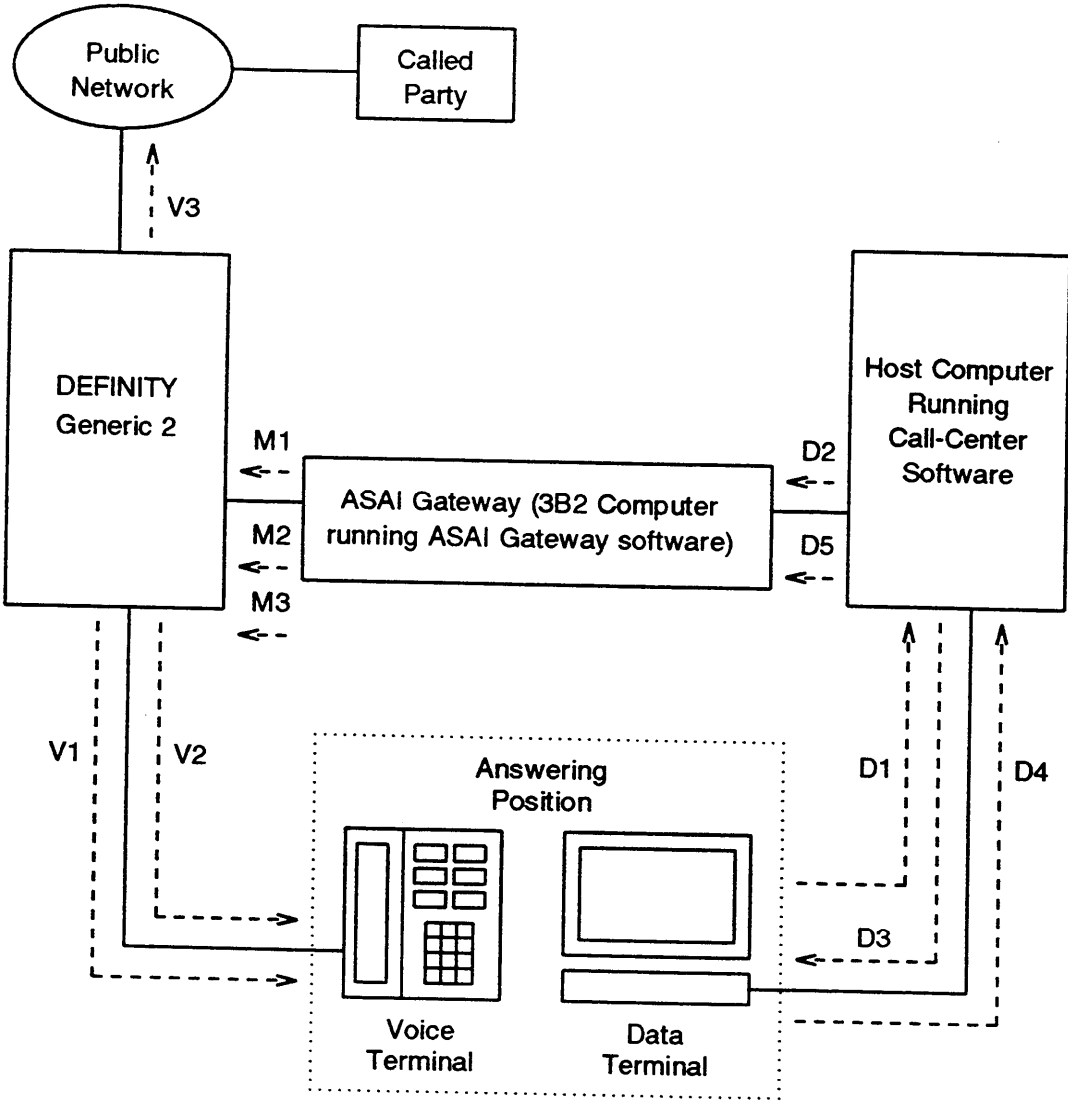 Public
Network
Called
Party
V3
DEFINITY
Generic 2
Host Computer
Running
Call-Center
Software
M1
D2
ASAI Gateway (3B2 Computer
running ASAI Gateway software)
M2
D5
M3
V1
V2
Answering
Position
D1
D4
D3
Voice
Terminal
Data
Terminal